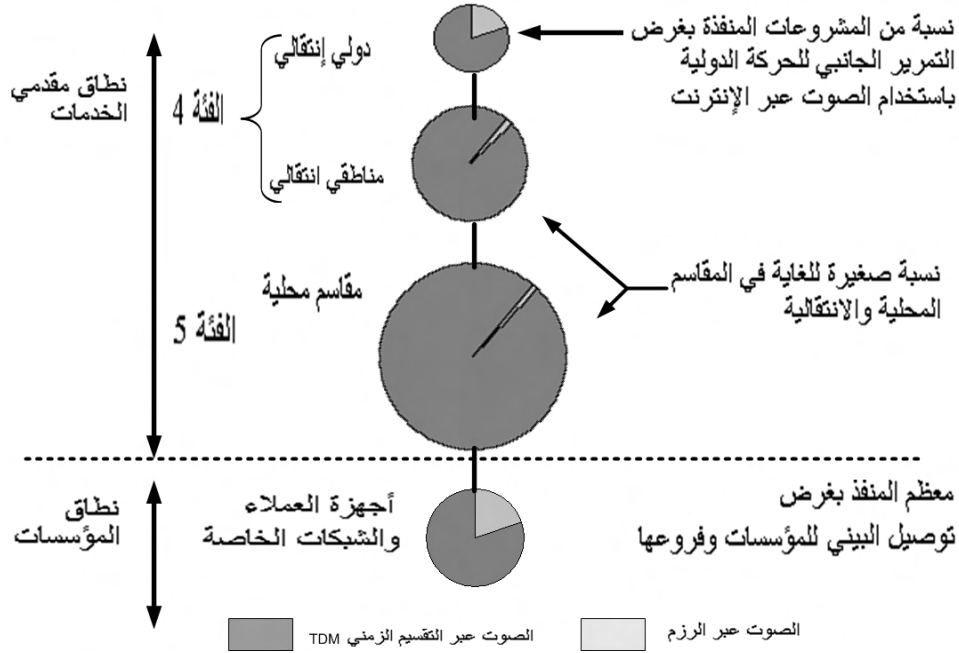 نسبة من المشروعات المنفذة بغرض
التمرير الجانبي للحركة الدولية
باستخدام الصوت عبر الإنترنت
دولي إنتقالي
الفئة 4
مناطقي انتقالي
نطاق مقدمي
الخدمات
نسبة صغيرة للغاية في المقاسم
المحلية والانتقالية
مقاسم محلية
الفئة 5
معظم المنفذ بغرض
توصيل البيني للمؤسسات وفروعها
أجهزة العملاء
والشبكات الخاصة
نطاق
المؤسسات
الصوت عبر الرزم
الصوت عبر التقسيم الزمني TDM